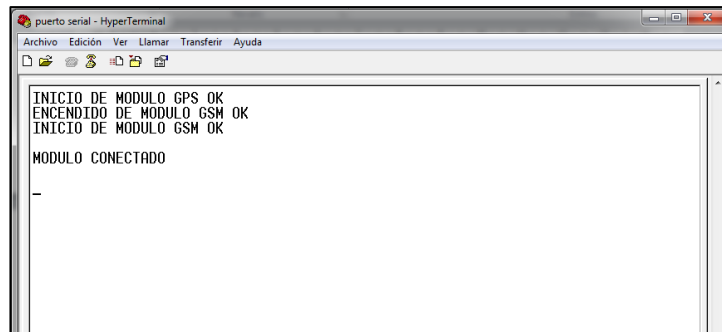 puerto serial - HyperTerminal
Archivo Edición Ver Llamar Transferir Ayuda
INICIO DE MODULO GPS OK
ENCENDIDO DE MODULO GSM OK
INICIO DE MODULO GSM OK
MODULO CONECTADO